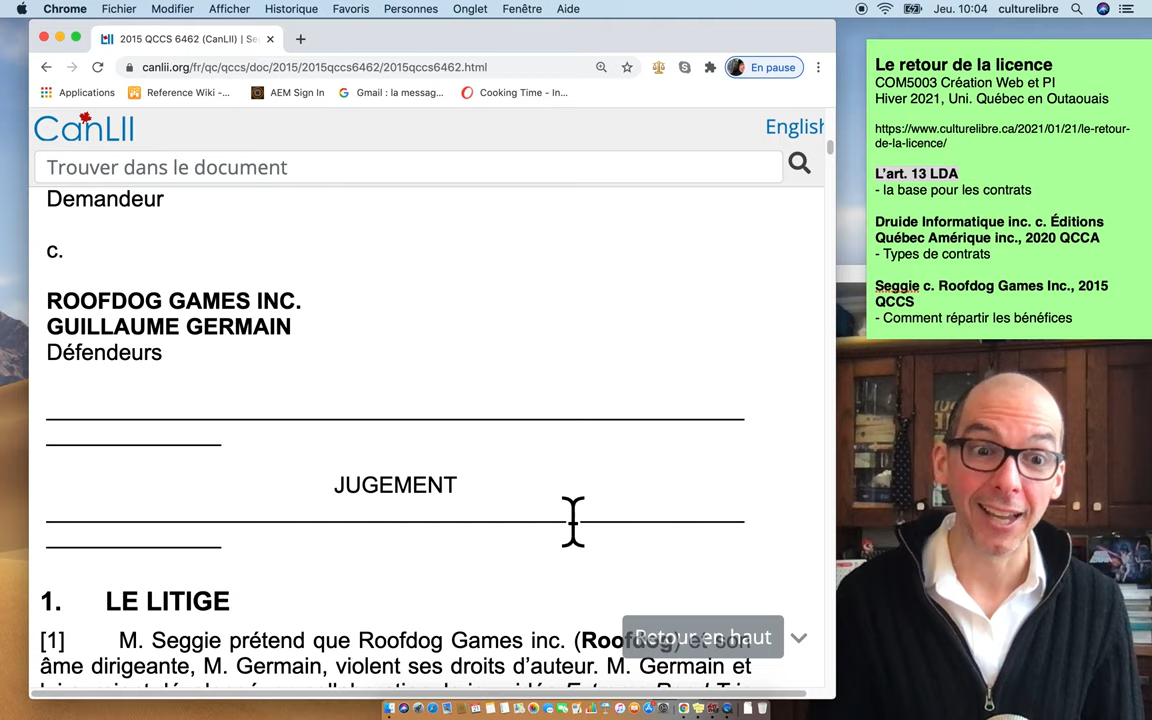 Chrome Fichier Modifier Afficher Historique Favoris Personnes Onglet Fenêtre Aide Jeu. 10:04 culturelibre
2015 QCCS 6462 (CanLII) | Se
canlii.org/fr/qc/qccs/doc/2015/2015qccs6462/2015qccs6462.html
En pause
Applications Reference Wiki -... AEM Sign In Gmail : la messag... Cooking Time - In...
CanLII
English
Trouver dans le document
Demandeur
c.
ROOFDOG GAMES INC.
GUILLAUME GERMAIN
Défendeurs
JUGEMENT
1. LE LITIGE
[1] M. Seggie prétend que Roofdog Games inc. (Roofdog) et son
Retour en haut
âme dirigeante, M. Germain, violent ses droits d'auteur. M. Germain et
Le retour de la licence
COM5003 Création Web et PI
Hiver 2021, Uni. Québec en Outaouais
https://www.culturelibre.ca/2021/01/21/le-retour-
de-la-licence/
L'art. 13 LDA
- la base pour les contrats
Druide Informatique inc. c. Éditions
Québec Amérique inc., 2020 QCCA
- Types de contrats
Seggie c. Roofdog Games Inc., 2015
QCCS
- Comment répartir les bénéfices